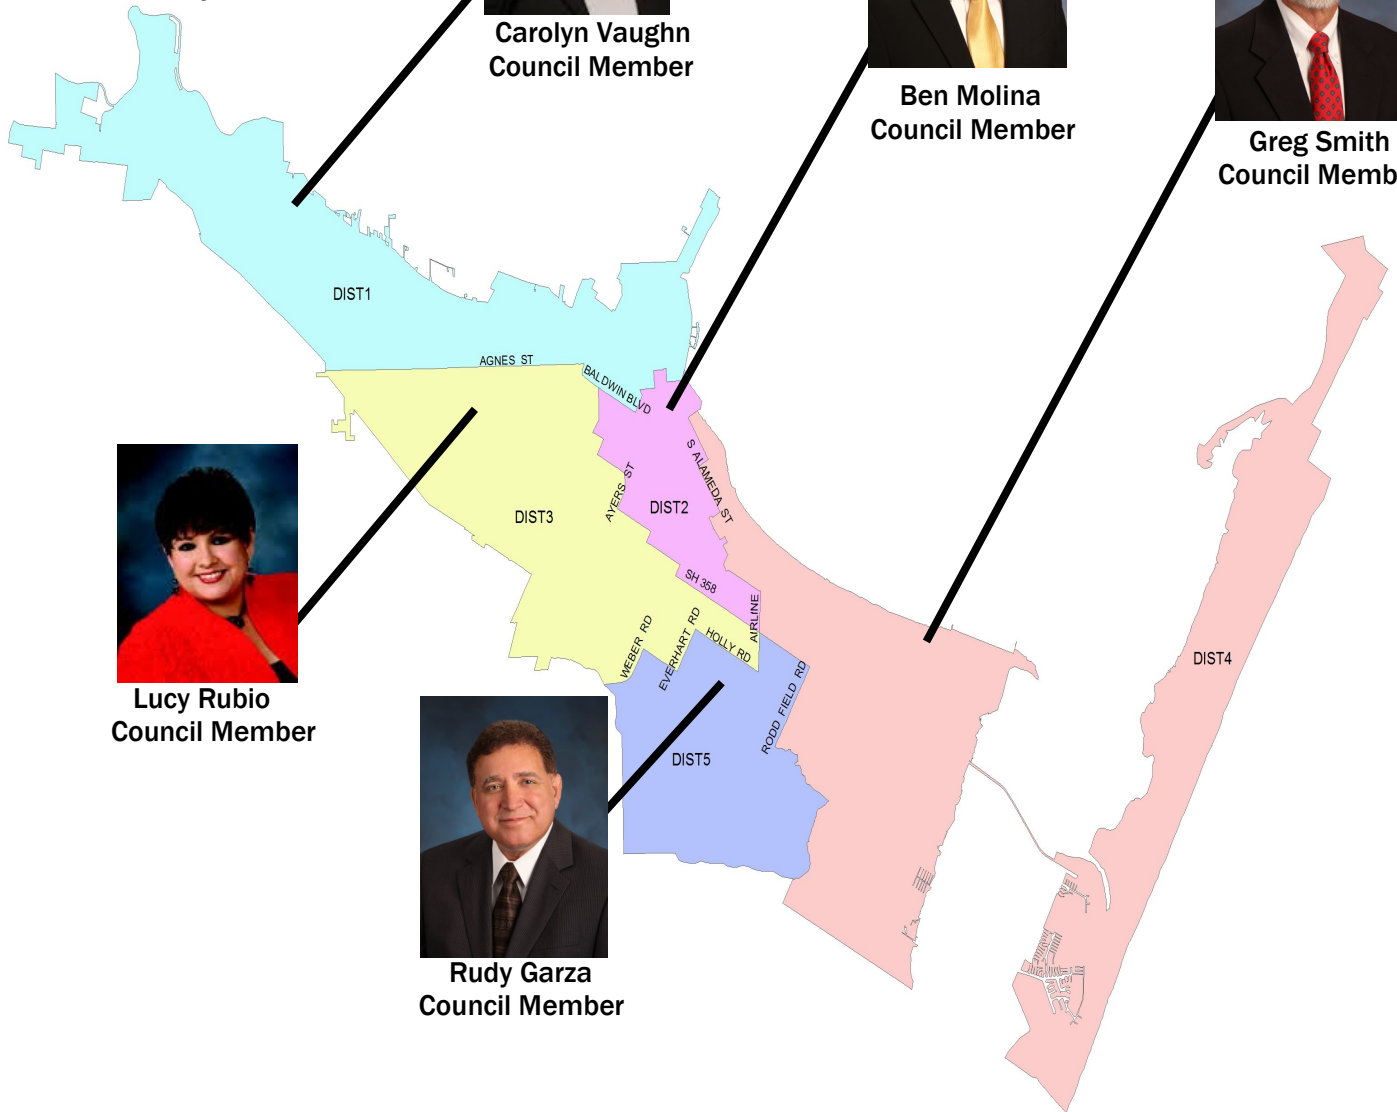 Carolyn Vaughn
Council Member
Ben Molina
Council Member
Greg Smith
Council Memb
DIST1
AGNES ST
BALDWIN BLVD
S ALAMEDA ST
AYERS ST
DIST2
DIST3
SH 358
AIRLINE
WEBER RD
EVERHART RD
HOLLY RD
RODD FIELD RD
DIST4
DIST5
Lucy Rubio
Council Member
Rudy Garza
Council Member